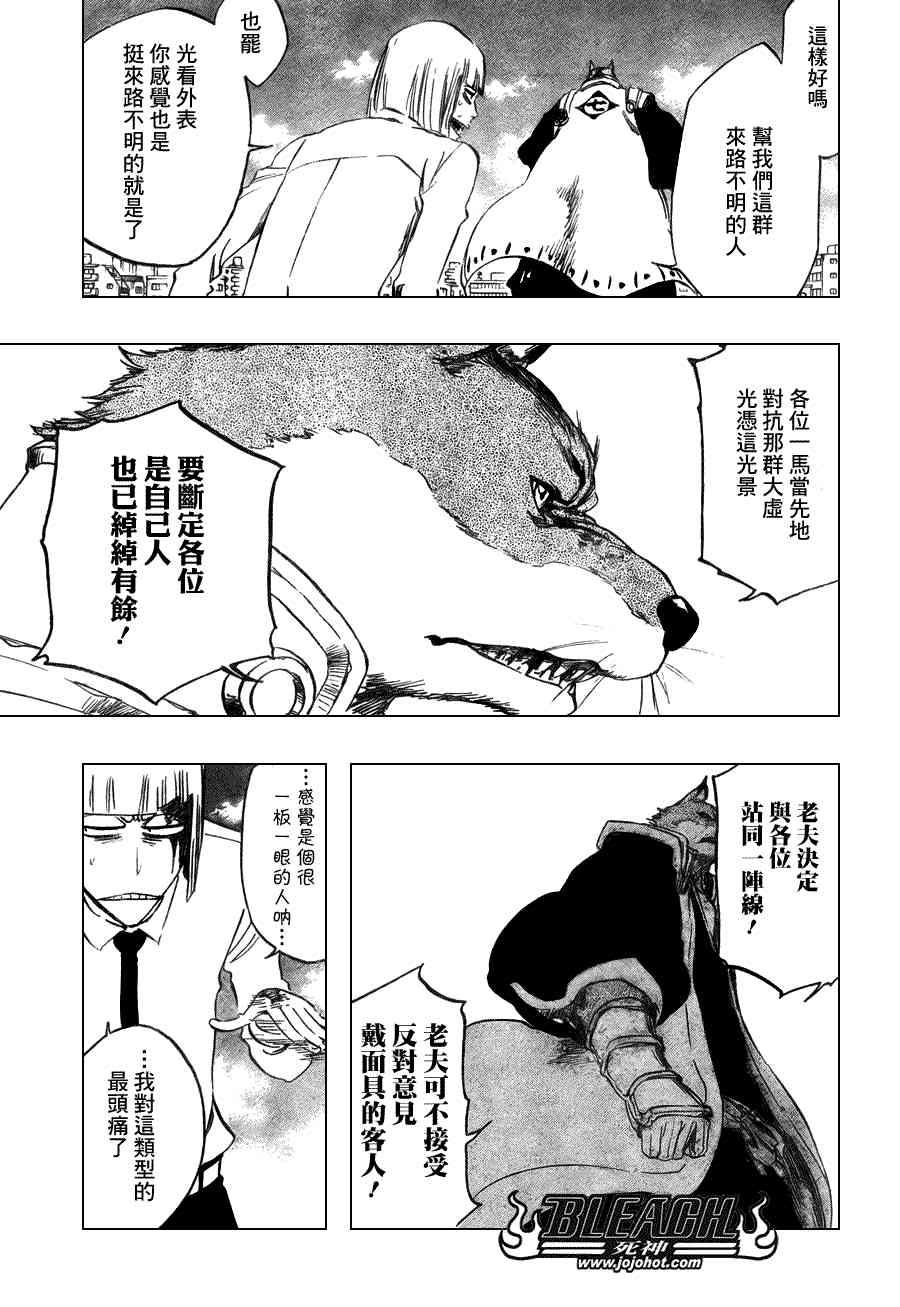 這樣好嗎
幫我們這群
來路不明的人
也罷
光看外表
你感覺也是
挺來路不明的就是了
各位一馬當先地
對抗那群大虛
光憑這光景
要斷定各位
是自己人
也已綽綽有餘!
老夫決定
與各位
站同一陣線!
老夫可不接受
反對意見
戴面具的客人!
…感覺是個很
一板一眼的人吶…
…我對這類型的
最頭痛了
BLEACH
死神
www.jojohot.com